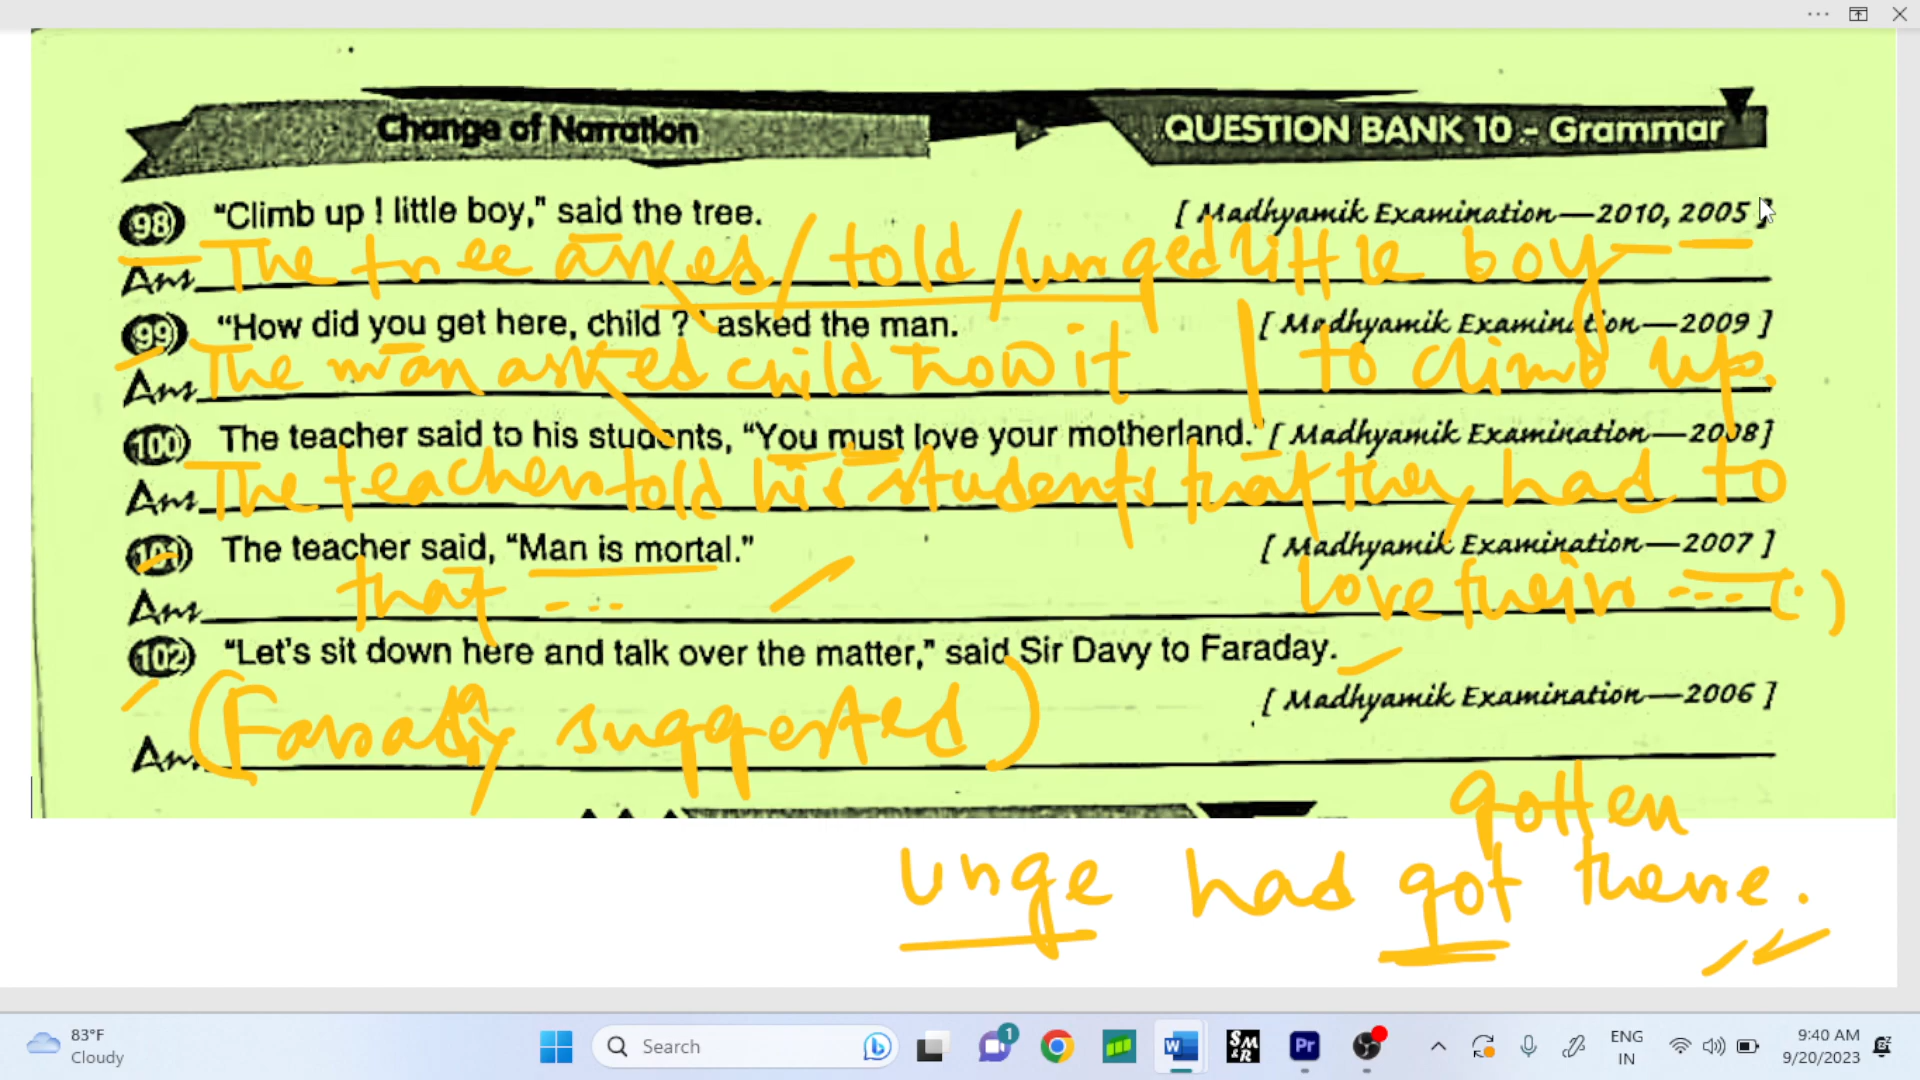 Change of Narration QUESTION BANK 10 - Grammar
98 "Climb up ! little boy," said the tree. [ Madhyamik Examination—2010, 2005 ]
Ans. The tree asked/told/urged little boy
99 "How did you get here, child ?" asked the man. [ Madhyamik Examination—2009 ]
Ans. The man asked child how it to climb up.
100 The teacher said to his students, "You must love your motherland." [ Madhyamik Examination—2008 ]
Ans. The teacher told his students that they had to
101 The teacher said, "Man is mortal." [ Madhyamik Examination—2007 ]
Ans. that --- love their ---- (.)
102 "Let's sit down here and talk over the matter," said Sir Davy to Faraday.
[ Madhyamik Examination—2006 ]
Ans. (Faraday suggested)
gotten
urge had got there.
83°F
Cloudy
Search
1
SM
&R
Pr
ENG
IN
9:40 AM
9/20/2023